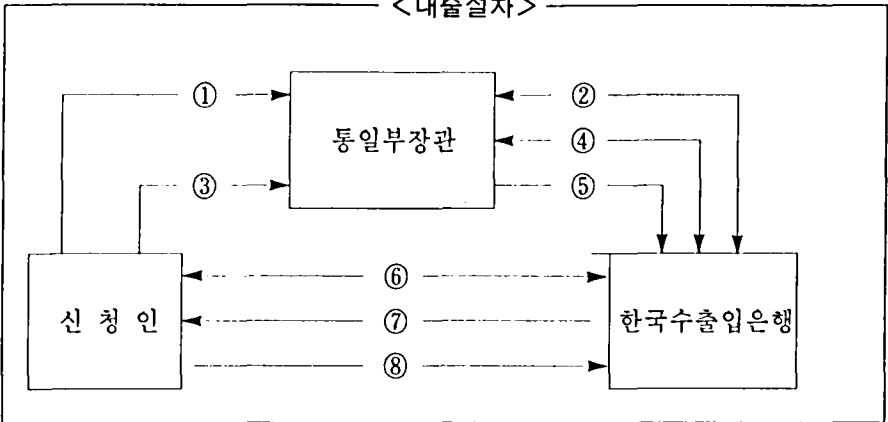 <대출절차>
① ②
통일부장관 ④
③ ⑤
⑥
신 청 인 ⑦ 한국수출입은행
⑧